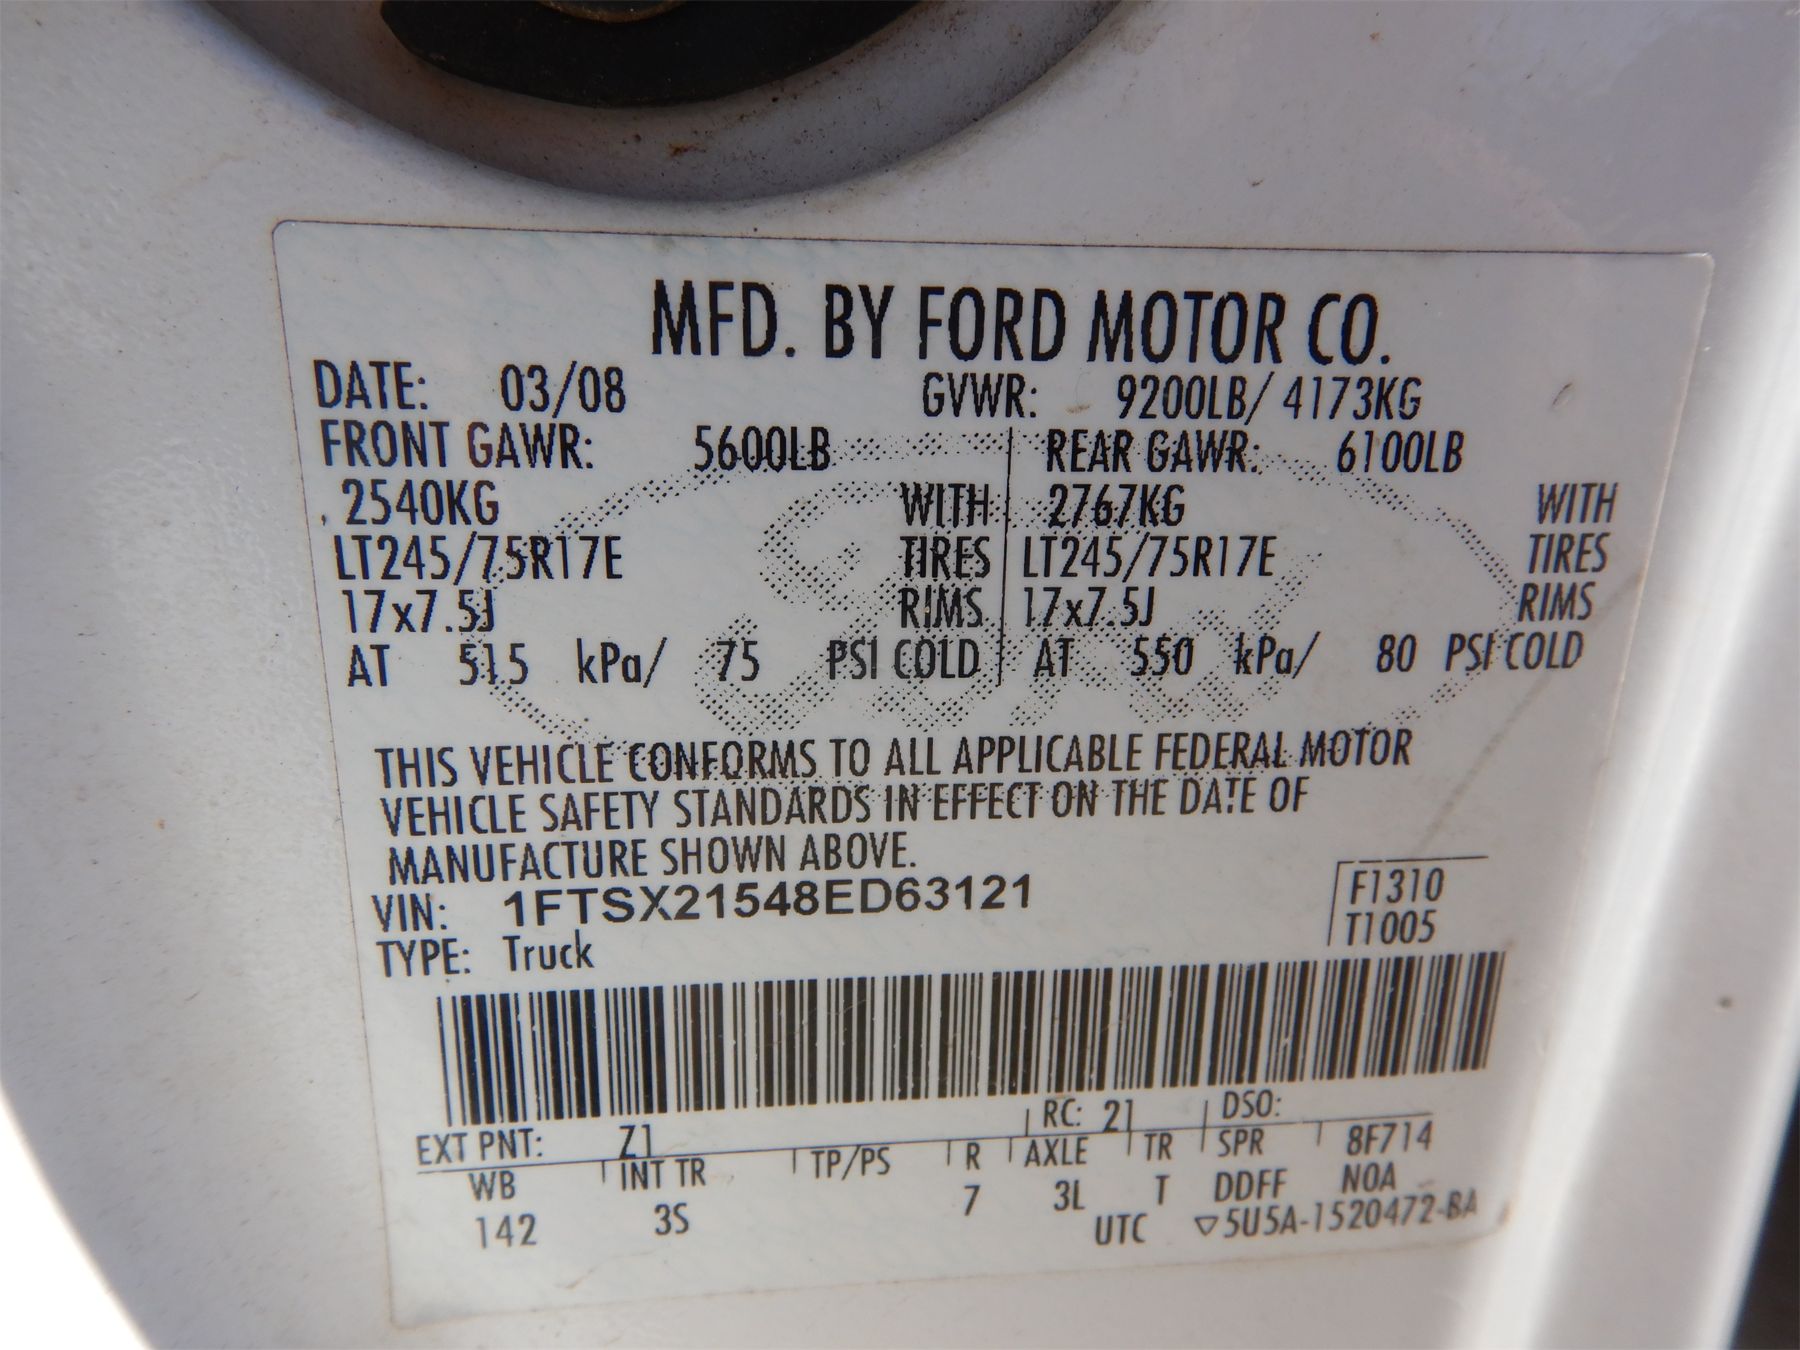 MFD. BY FORD MOTOR CO.
DATE: 03/08 GVWR: 9200LB/ 4173KG
FRONT GAWR: 5600LB REAR GAWR: 6100LB
2540KG WITH 2767KG WITH
LT245/75R17E TIRES LT245/75R17E TIRES
17x7.5J RIMS 17x7.5J RIMS
AT 515 kPa/ 75 PSI COLD AT 550 kPa/ 80 PSI COLD
THIS VEHICLE CONFORMS TO ALL APPLICABLE FEDERAL MOTOR
VEHICLE SAFETY STANDARDS IN EFFECT ON THE DATE OF
MANUFACTURE SHOWN ABOVE.
VIN: 1FTSX21548ED63121 F1310
TYPE: Truck T1005
EXT PNT: Z1 RC: 21 DSO:
WB INT TR TP/PS R AXLE TR SPR 8F714
142 3S 7 3L T DDFF NOA
UTC ▽5U5A-1520472-BA